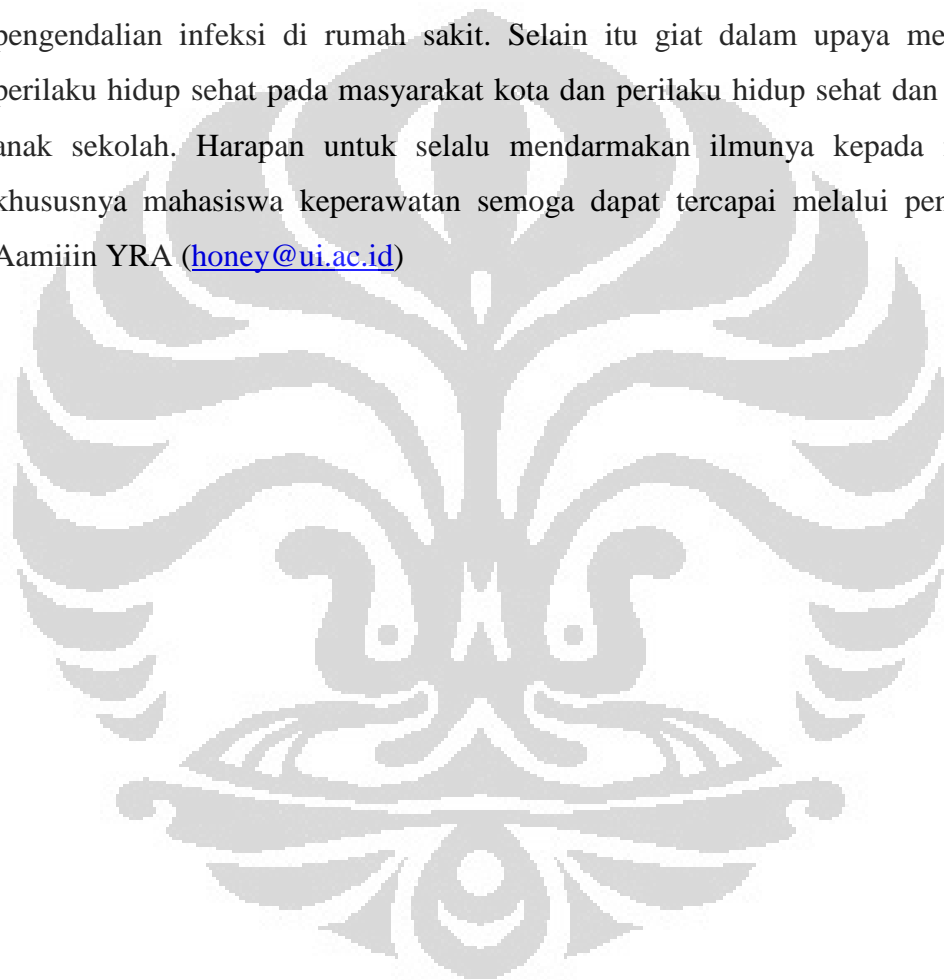 pengendalian infeksi di rumah sakit. Selain itu giat dalam upaya me
perilaku hidup sehat pada masyarakat kota dan perilaku hidup sehat dan
anak sekolah. Harapan untuk selalu mendarmakan ilmunya kepada
khususnya mahasiswa keperawatan semoga dapat tercapai melalui pen
Aamiiin YRA (honey@ui.ac.id)